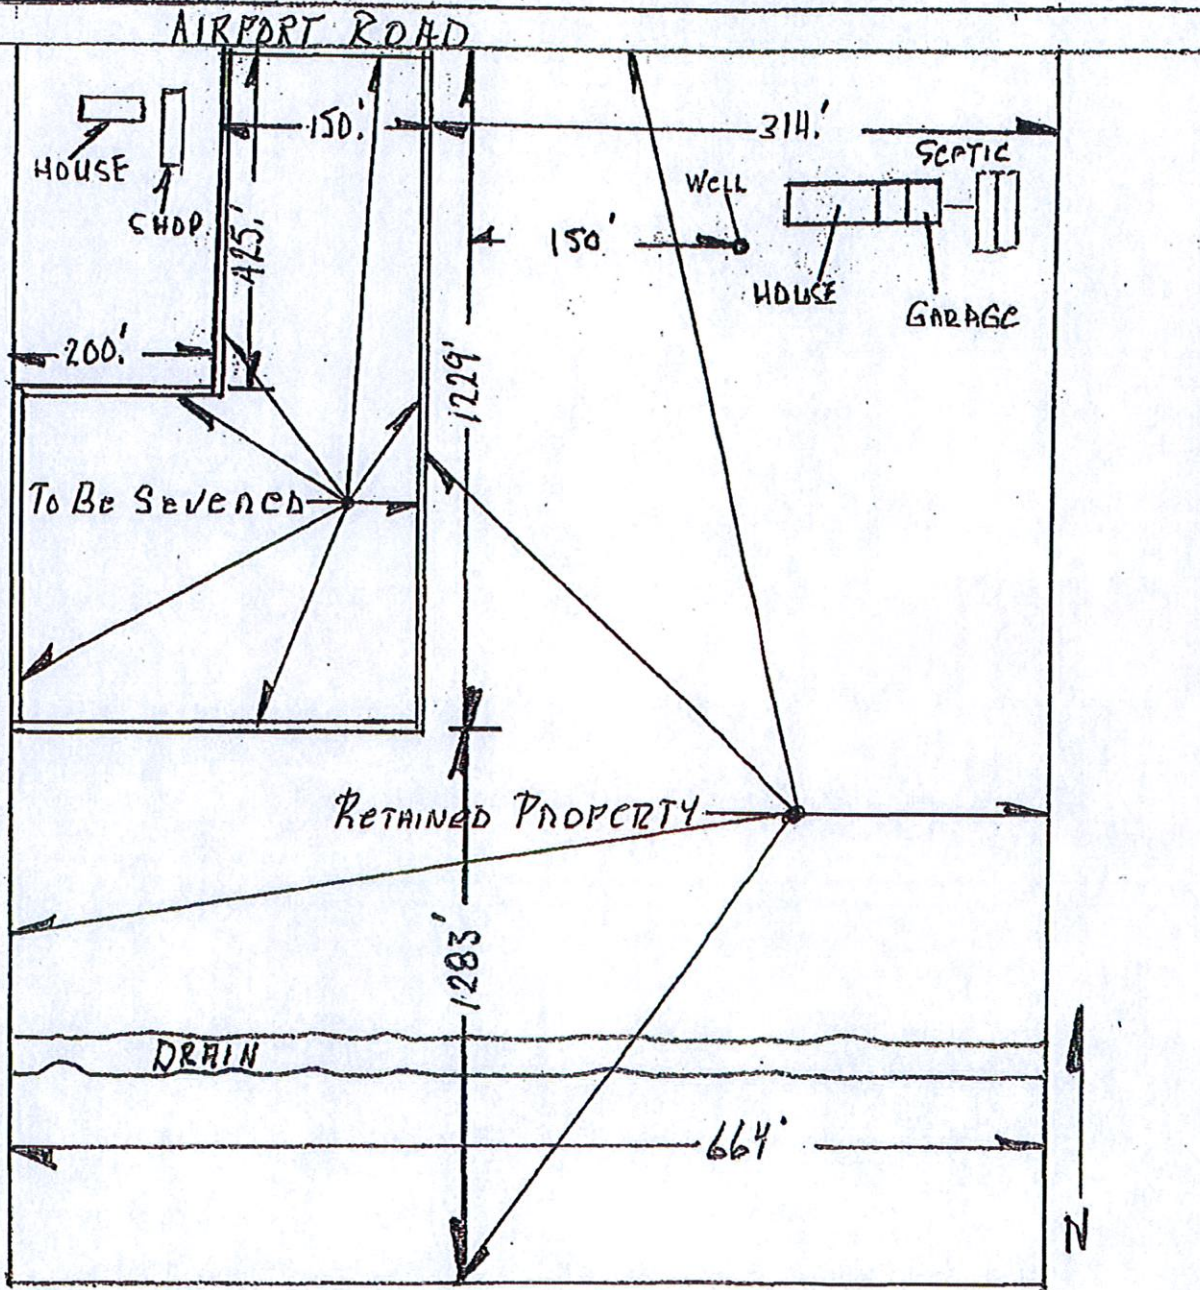 AIRPORT ROAD
150.'
314.'
SEPTIC
HOUSE
SHOP.
425.'
WELL
150'
HOUSE
GARAGE
200.'
1229'
TO BE SEVERED
RETAINED PROPERTY
1283'
DRAIN
664'
N